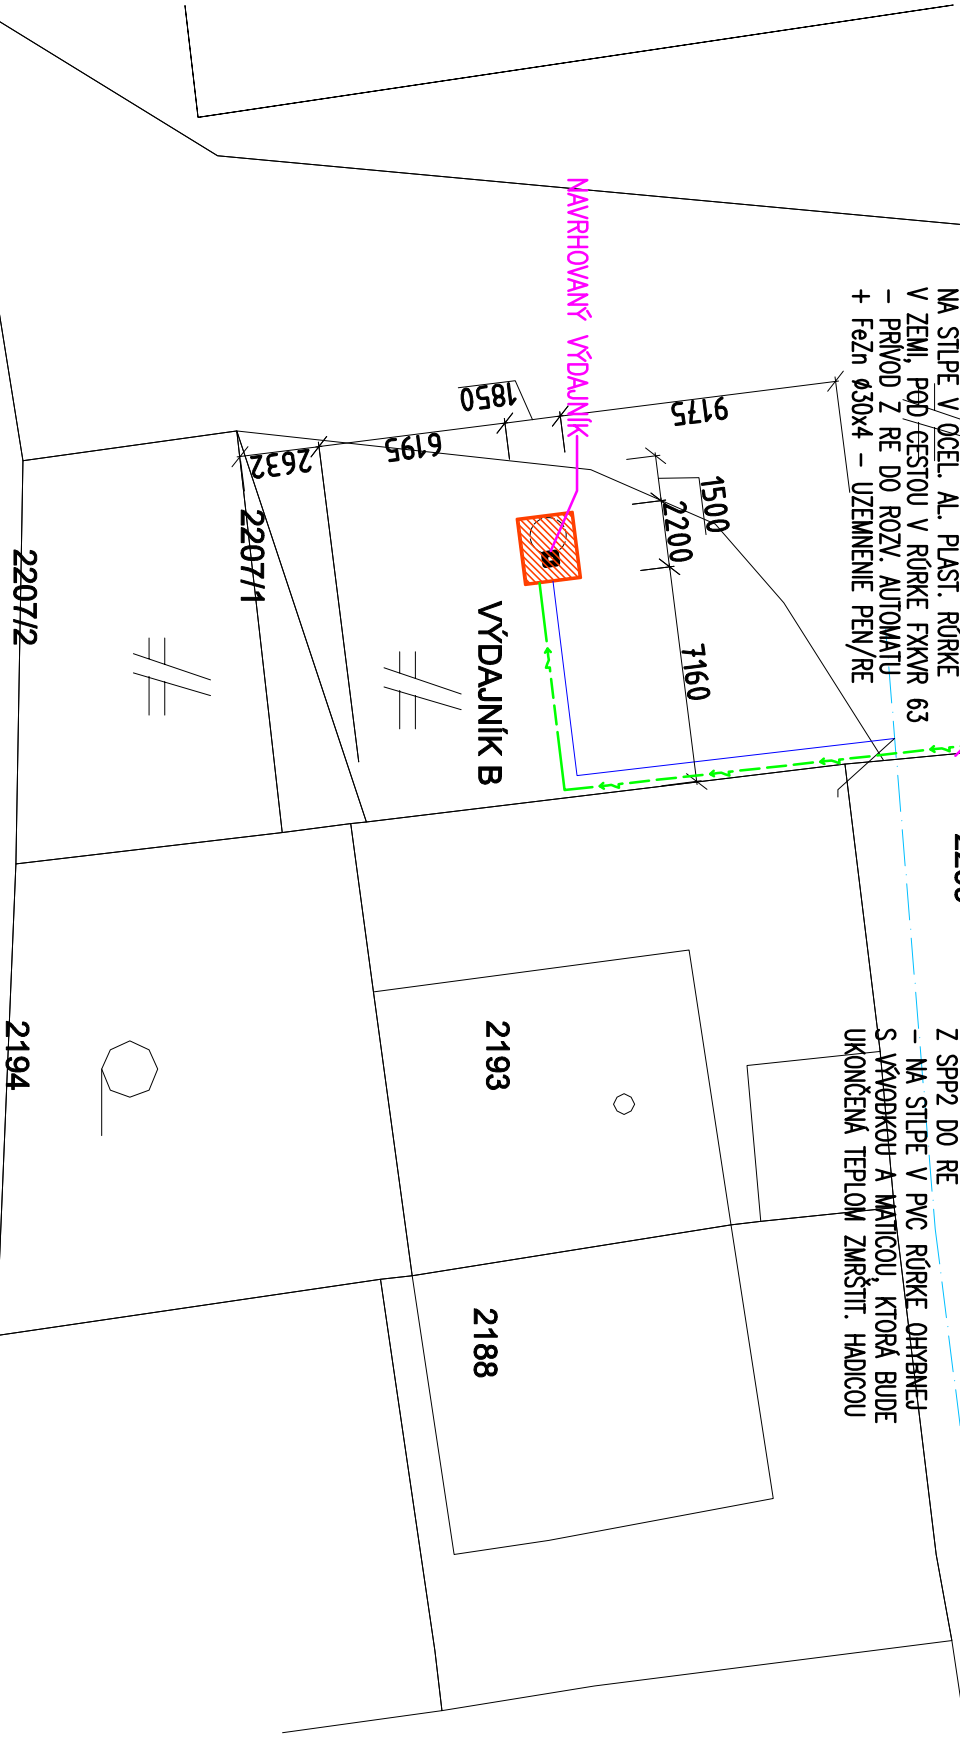 NA STĹPE V OCEL. AL. PLAST. RÚRKE
V ZEMI, POD CESTOU V RÚRKE FXKVR 63
- PRÍVOD Z RE DO ROZV. AUTOMATU
+ FeZn ø30x4 - UZEMNENIE PEN/RE
Z SPP2 DO RE
- NA STĹPE V PVC RÚRKE OHYBNEJ
S VÝVODKOU A MATICOU, KTORÁ BUDE
UKONČENÁ TEPLOM ZMRŠTIT. HADICOU
NAVRHOVANÝ VÝDAJNÍK
9175
1850
6195
2632
1500
2200
7160
VÝDAJNÍK B
2207/1
2207/2
2193
2188
2194